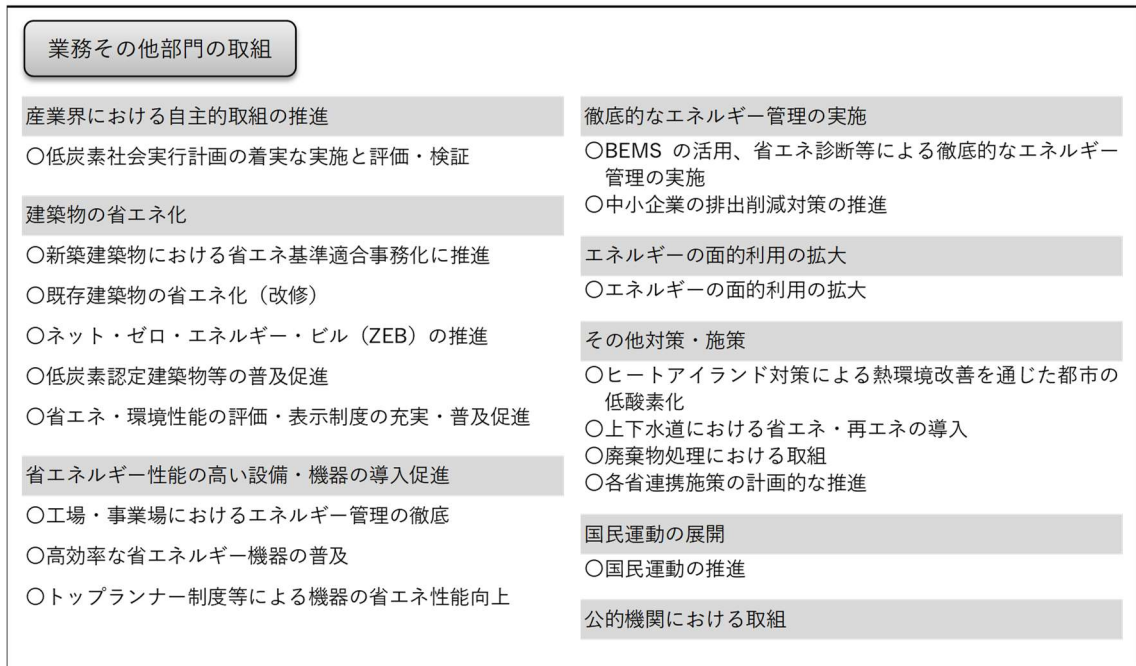 業務その他部門の取組
産業界における自主的取組の推進
〇低炭素社会実行計画の着実な実施と評価・検証
建築物の省エネ化
〇新築建築物における省エネ基準適合事務化に推進
〇既存建築物の省エネ化（改修）
〇ネット・ゼロ・エネルギー・ビル（ZEB）の推進
〇低炭素認定建築物等の普及促進
〇省エネ・環境性能の評価・表示制度の充実・普及促進
省エネルギー性能の高い設備・機器の導入促進
〇工場・事業場におけるエネルギー管理の徹底
〇高効率な省エネルギー機器の普及
〇トップランナー制度等による機器の省エネ性能向上
徹底的なエネルギー管理の実施
〇BEMS の活用、省エネ診断等による徹底的なエネルギー
管理の実施
〇中小企業の排出削減対策の推進
エネルギーの面的利用の拡大
〇エネルギーの面的利用の拡大
その他対策・施策
〇ヒートアイランド対策による熱環境改善を通じた都市の
低酸素化
〇上下水道における省エネ・再エネの導入
〇廃棄物処理における取組
〇各省連携施策の計画的な推進
国民運動の展開
〇国民運動の推進
公的機関における取組